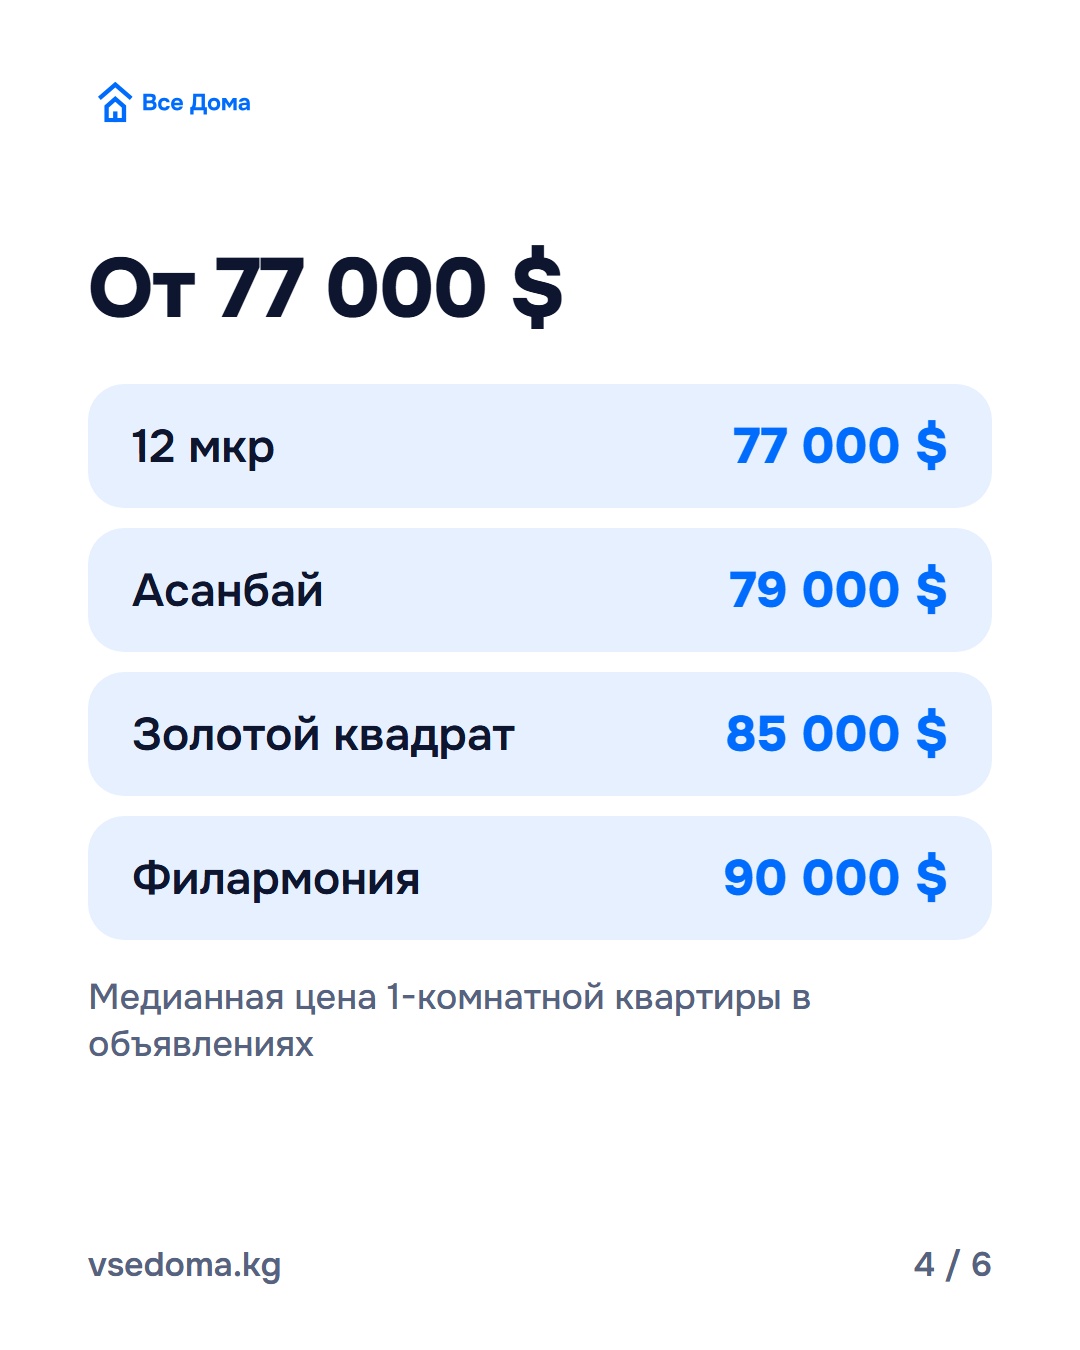 Все Дома
От 77 000 $
12 мкр 77 000 $
Асанбай 79 000 $
Золотой квадрат 85 000 $
Филармония 90 000 $
Медианная цена 1-комнатной квартиры в
объявлениях
vsedoma.kg 4 / 6